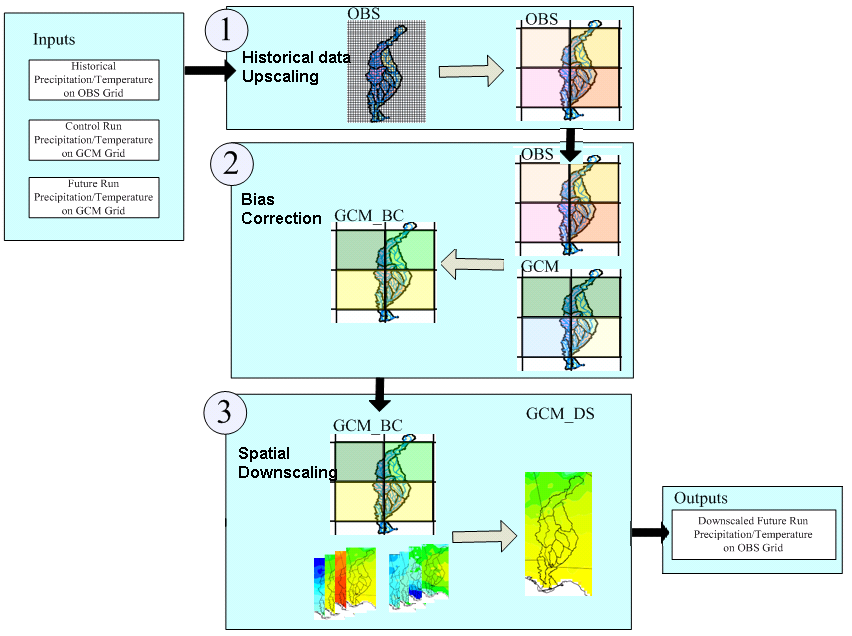 Inputs
Historical
Precipitation/Temperature
on OBS Grid
Control Run
Precipitation/Temperature
on GCM Grid
Future Run
Precipitation/Temperature
on GCM Grid
1
Historical data
Upscaling
OBS
OBS
2
Bias
Correction
OBS
GCM_BC
GCM
3
Spatial
Downscaling
GCM_BC
GCM_DS
Outputs
Downscaled Future Run
Precipitation/Temperature
on OBS Grid